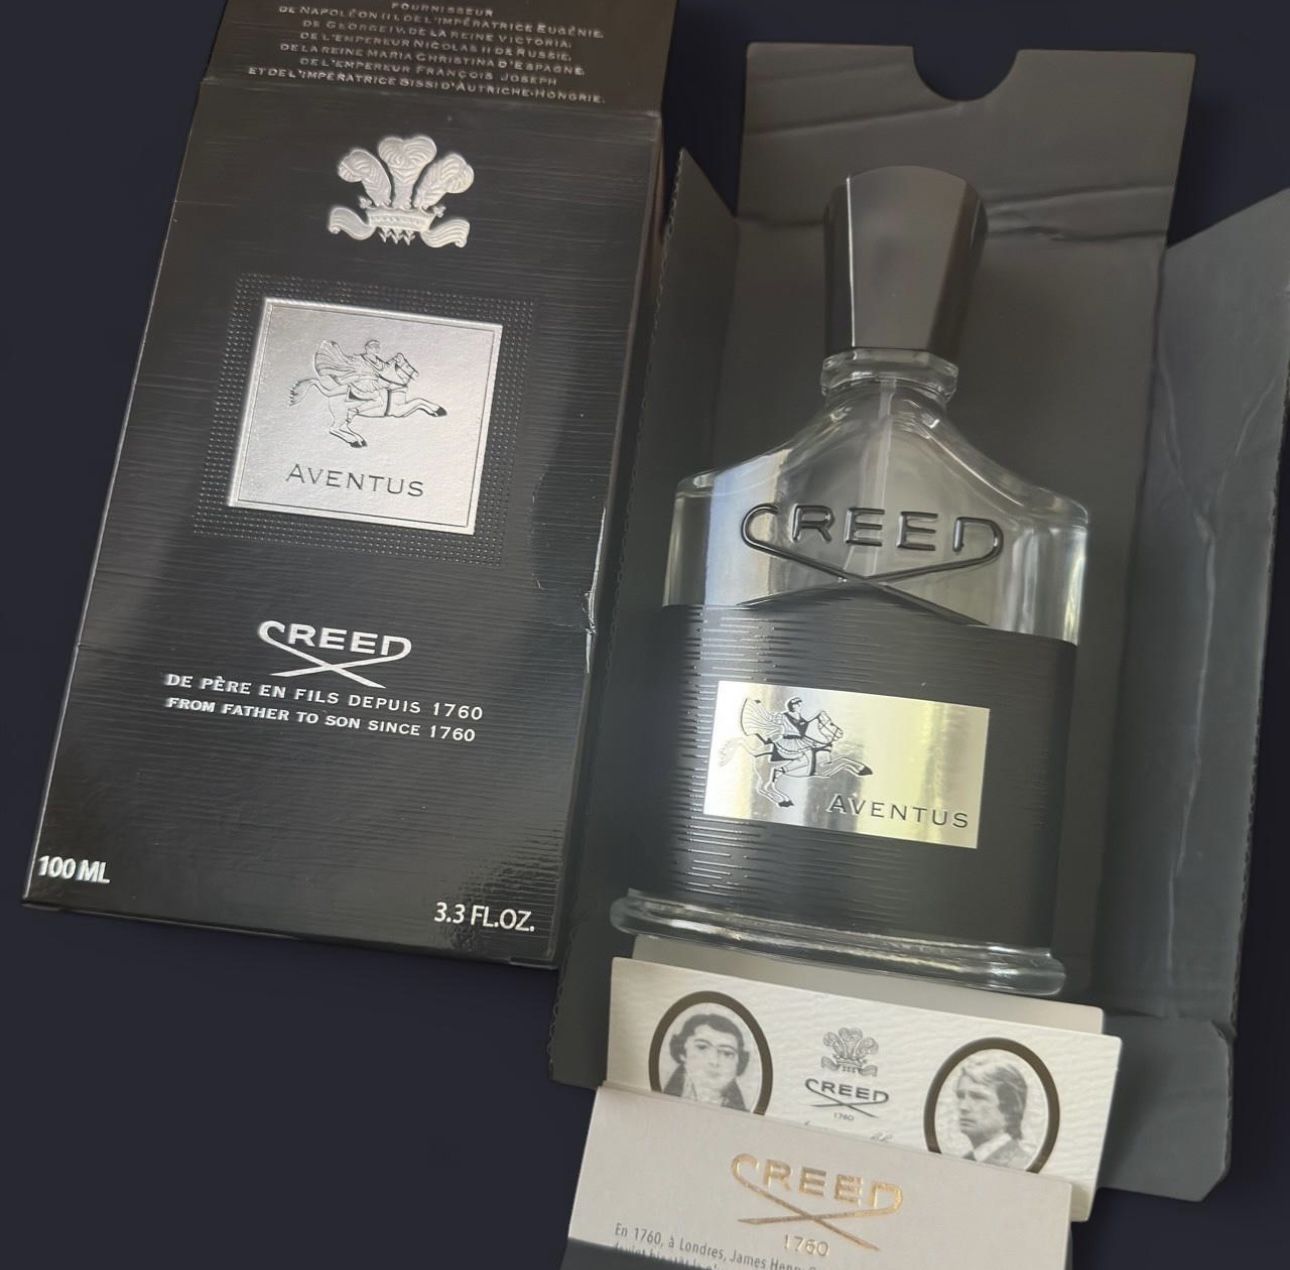 FOURNISSEUR
DE NAPOLÉON III, DE L'IMPÉRATRICE EUGÉNIE,
DE GEORGE IV, DE LA REINE VICTORIA,
DE L'EMPEREUR NICOLAS II DE RUSSIE,
DE LA REINE MARIA CHRISTINA D'ESPAGNE
DE L'EMPEREUR FRANÇOIS JOSEPH
ET DE L'IMPÉRATRICE SISSI D'AUTRICHE-HONGRIE.
AVENTUS
CREED
DE PÈRE EN FILS DEPUIS 1760
FROM FATHER TO SON SINCE 1760
100 ML
3.3 FL.OZ.
CREED
AVENTUS
CREED
1760
CREED
1760
En 1760, à Londres, James Henry